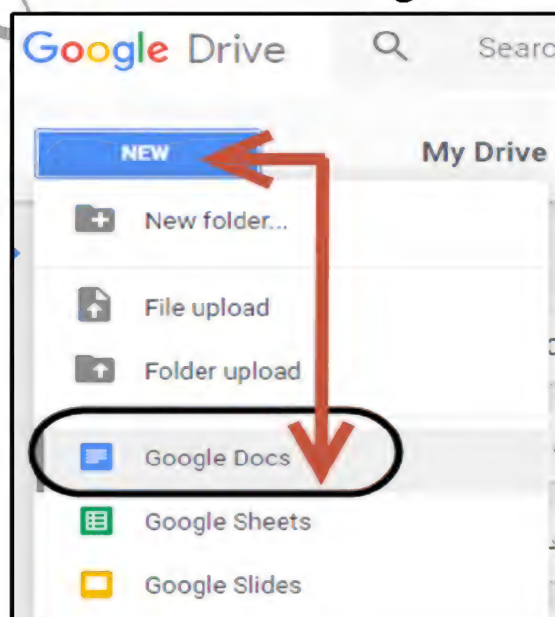 Google Drive Searc
NEW My Drive
New folder...
File upload
Folder upload
Google Docs
Google Sheets
Google Slides